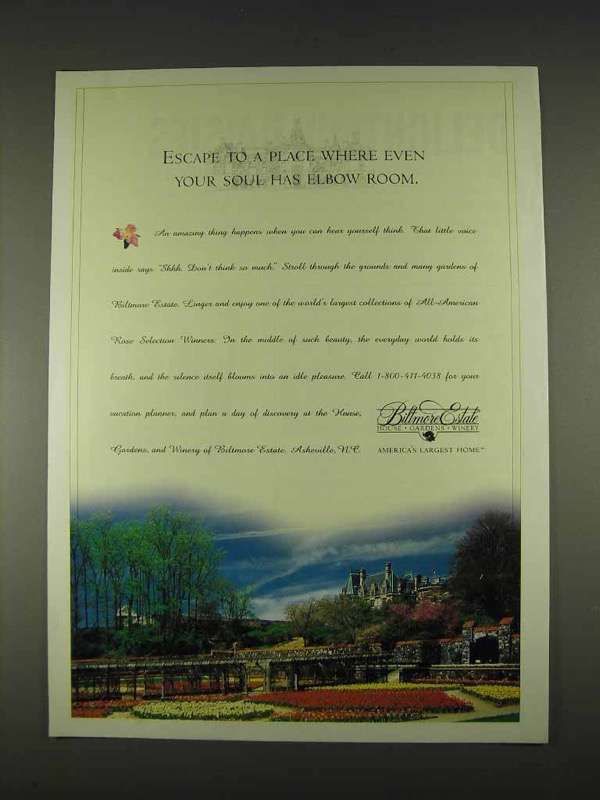 ESCAPE TO A PLACE WHERE EVEN
YOUR SOUL HAS ELBOW ROOM.
An amazing thing happens when you can hear yourself think. That little voice
inside says "Shhh. Don't think so much." Stroll through the grounds and many gardens of
Biltmore Estate. Linger and enjoy one of the world's largest collections of All-American
Rose Selection Winners. In the middle of such beauty, the everyday world holds its
breath, and the silence itself blooms into an idle pleasure. Call 1-800-411-4038 for your
vacation planner, and plan a day of discovery at the House,
Gardens, and Winery of Biltmore Estate. Asheville, NC.
Biltmore Estate
HOUSE • GARDENS • WINERY
AMERICA'S LARGEST HOME